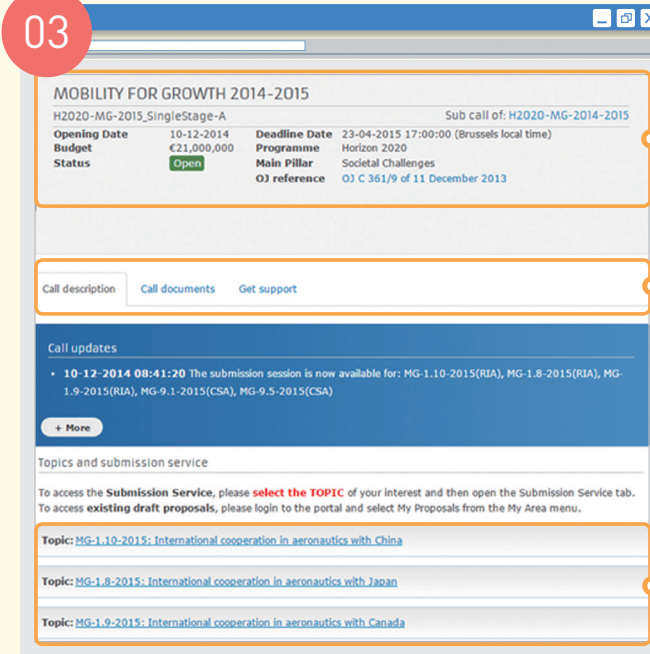 03
MOBILITY FOR GROWTH 2014-2015
H2020-MG-2015_SingleStage-A Sub call of: H2020-MG-2014-2015
Opening Date 10-12-2014 Deadline Date 23-04-2015 17:00:00 (Brussels local time)
Budget €21,000,000 Programme Horizon 2020
Status Open Main Pillar Societal Challenges
OJ reference OJ C 361/9 of 11 December 2013
Call description Call documents Get support
Call updates
• 10-12-2014 08:41:20 The submission session is now available for: MG-1.10-2015(RIA), MG-1.8-2015(RIA), MG-
1.9-2015(RIA), MG-9.1-2015(CSA), MG-9.5-2015(CSA)
+ More
Topics and submission service
To access the Submission Service, please select the TOPIC of your interest and then open the Submission Service tab.
To access existing draft proposals, please login to the portal and select My Proposals from the My Area menu.
Topic: MG-1.10-2015: International cooperation in aeronautics with China
Topic: MG-1.8-2015: International cooperation in aeronautics with Japan
Topic: MG-1.9-2015: International cooperation in aeronautics with Canada